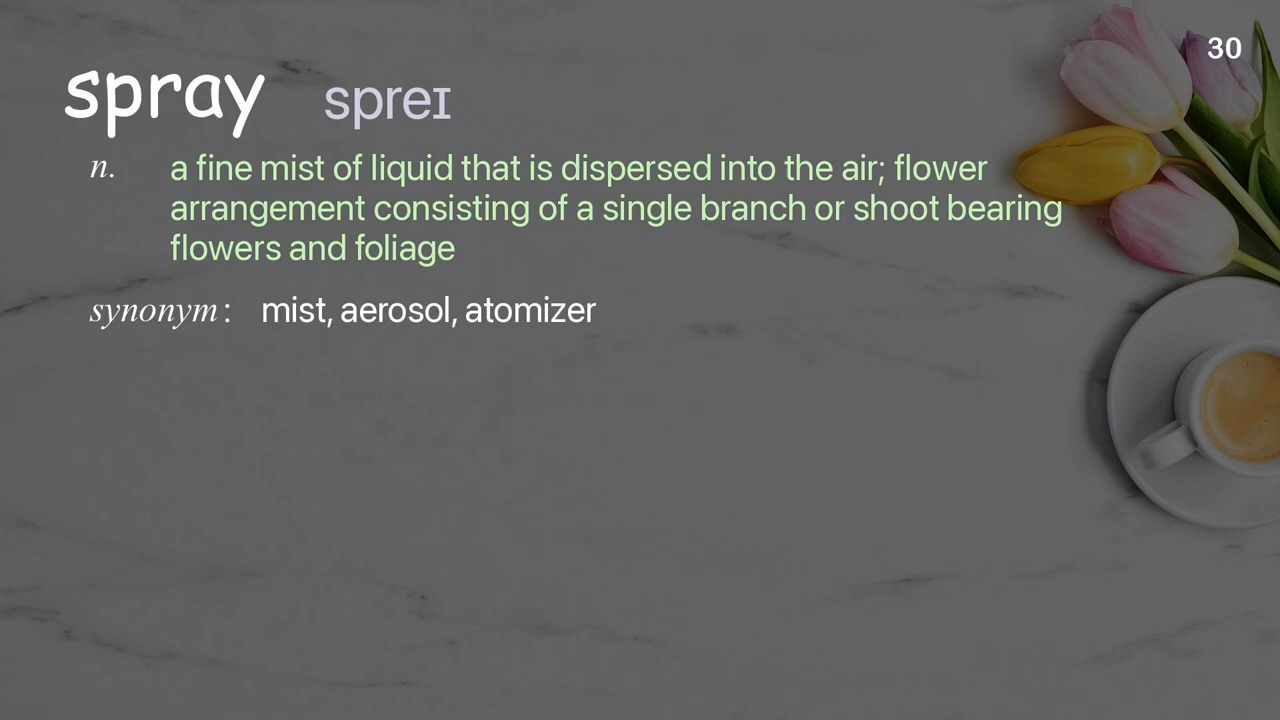 30
spray spreɪ
n. a fine mist of liquid that is dispersed into the air; flower
arrangement consisting of a single branch or shoot bearing
flowers and foliage
synonym: mist, aerosol, atomizer